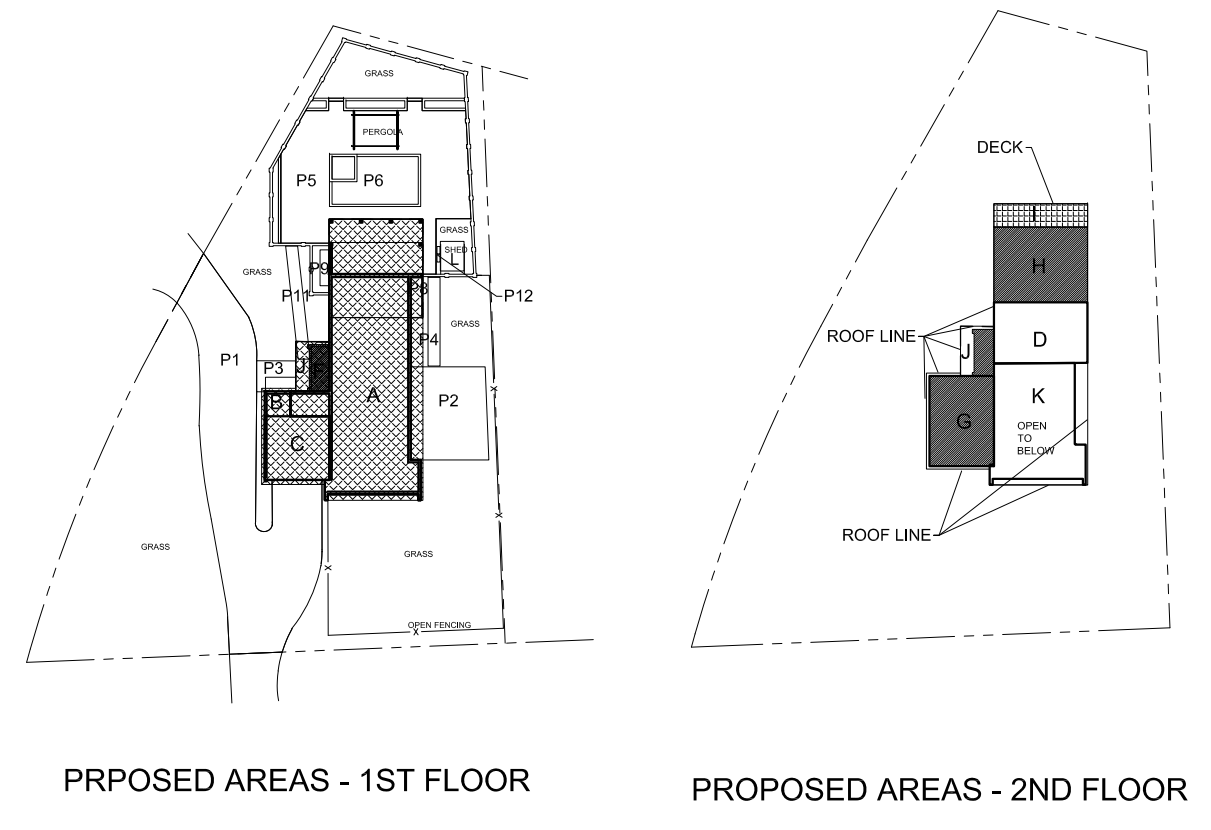 GRASS
PERGOLA
P5
P6
GRASS
SHED
L
P9
GRASS
P11
P8
P12
GRASS
P4
P1
P3
J
F
A
B
P2
C
GRASS
GRASS
OPEN FENCING
X
X
X
X
PRPOSED AREAS - 1ST FLOOR
DECK
I
H
ROOF LINE
D
J
K
G
OPEN
TO
BELOW
ROOF LINE
PROPOSED AREAS - 2ND FLOOR